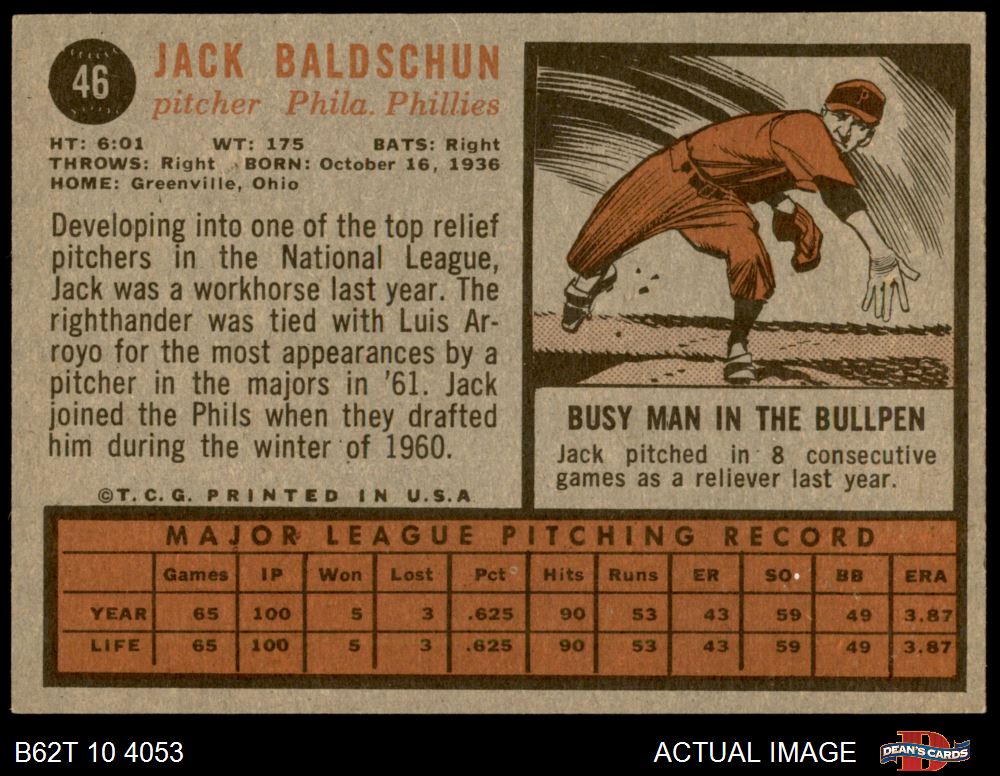 46
JACK BALDSCHUN
pitcher Phila. Phillies
HT: 6:01 WT: 175 BATS: Right
THROWS: Right BORN: October 16, 1936
HOME: Greenville, Ohio
Developing into one of the top relief
pitchers in the National League,
Jack was a workhorse last year. The
righthander was tied with Luis Ar-
royo for the most appearances by a
pitcher in the majors in '61. Jack
joined the Phils when they drafted
him during the winter of 1960.
©T.C.G. PRINTED IN U.S.A
P
BUSY MAN IN THE BULLPEN
Jack pitched in 8 consecutive
games as a reliever last year.
MAJOR LEAGUE PITCHING RECORD
Games IP Won Lost Pct Hits Runs ER SO BB ERA
YEAR 65 100 5 3 .625 90 53 43 59 49 3.87
LIFE 65 100 5 3 .625 90 53 43 59 49 3.87
B62T 10 4053 ACTUAL IMAGE D DEAN'S CARDS